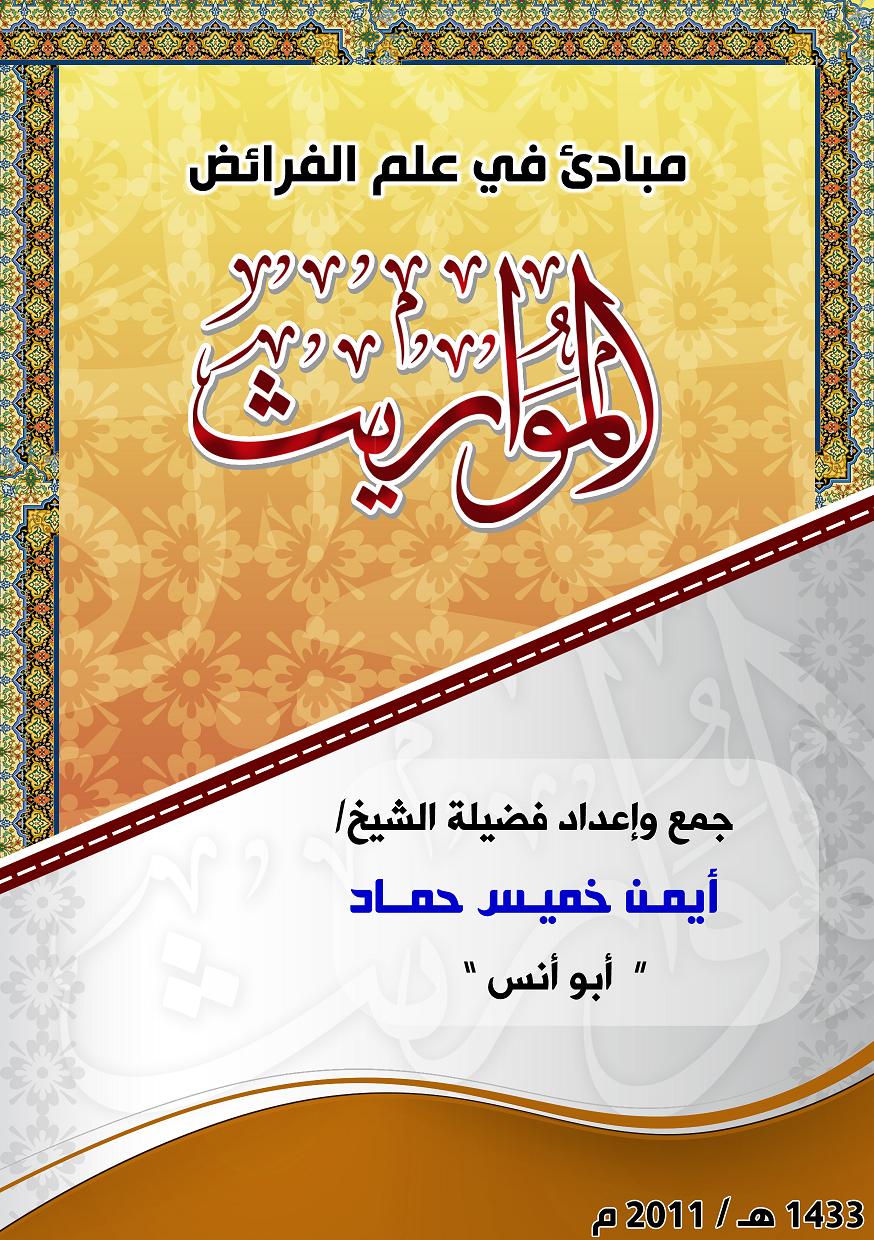 مبادئ في علم الفرائض
المواريث
جمع وإعداد فضيلة الشيخ/
أيمن خميس حماد
" أبو أنس "
1433 هـ / 2011 م